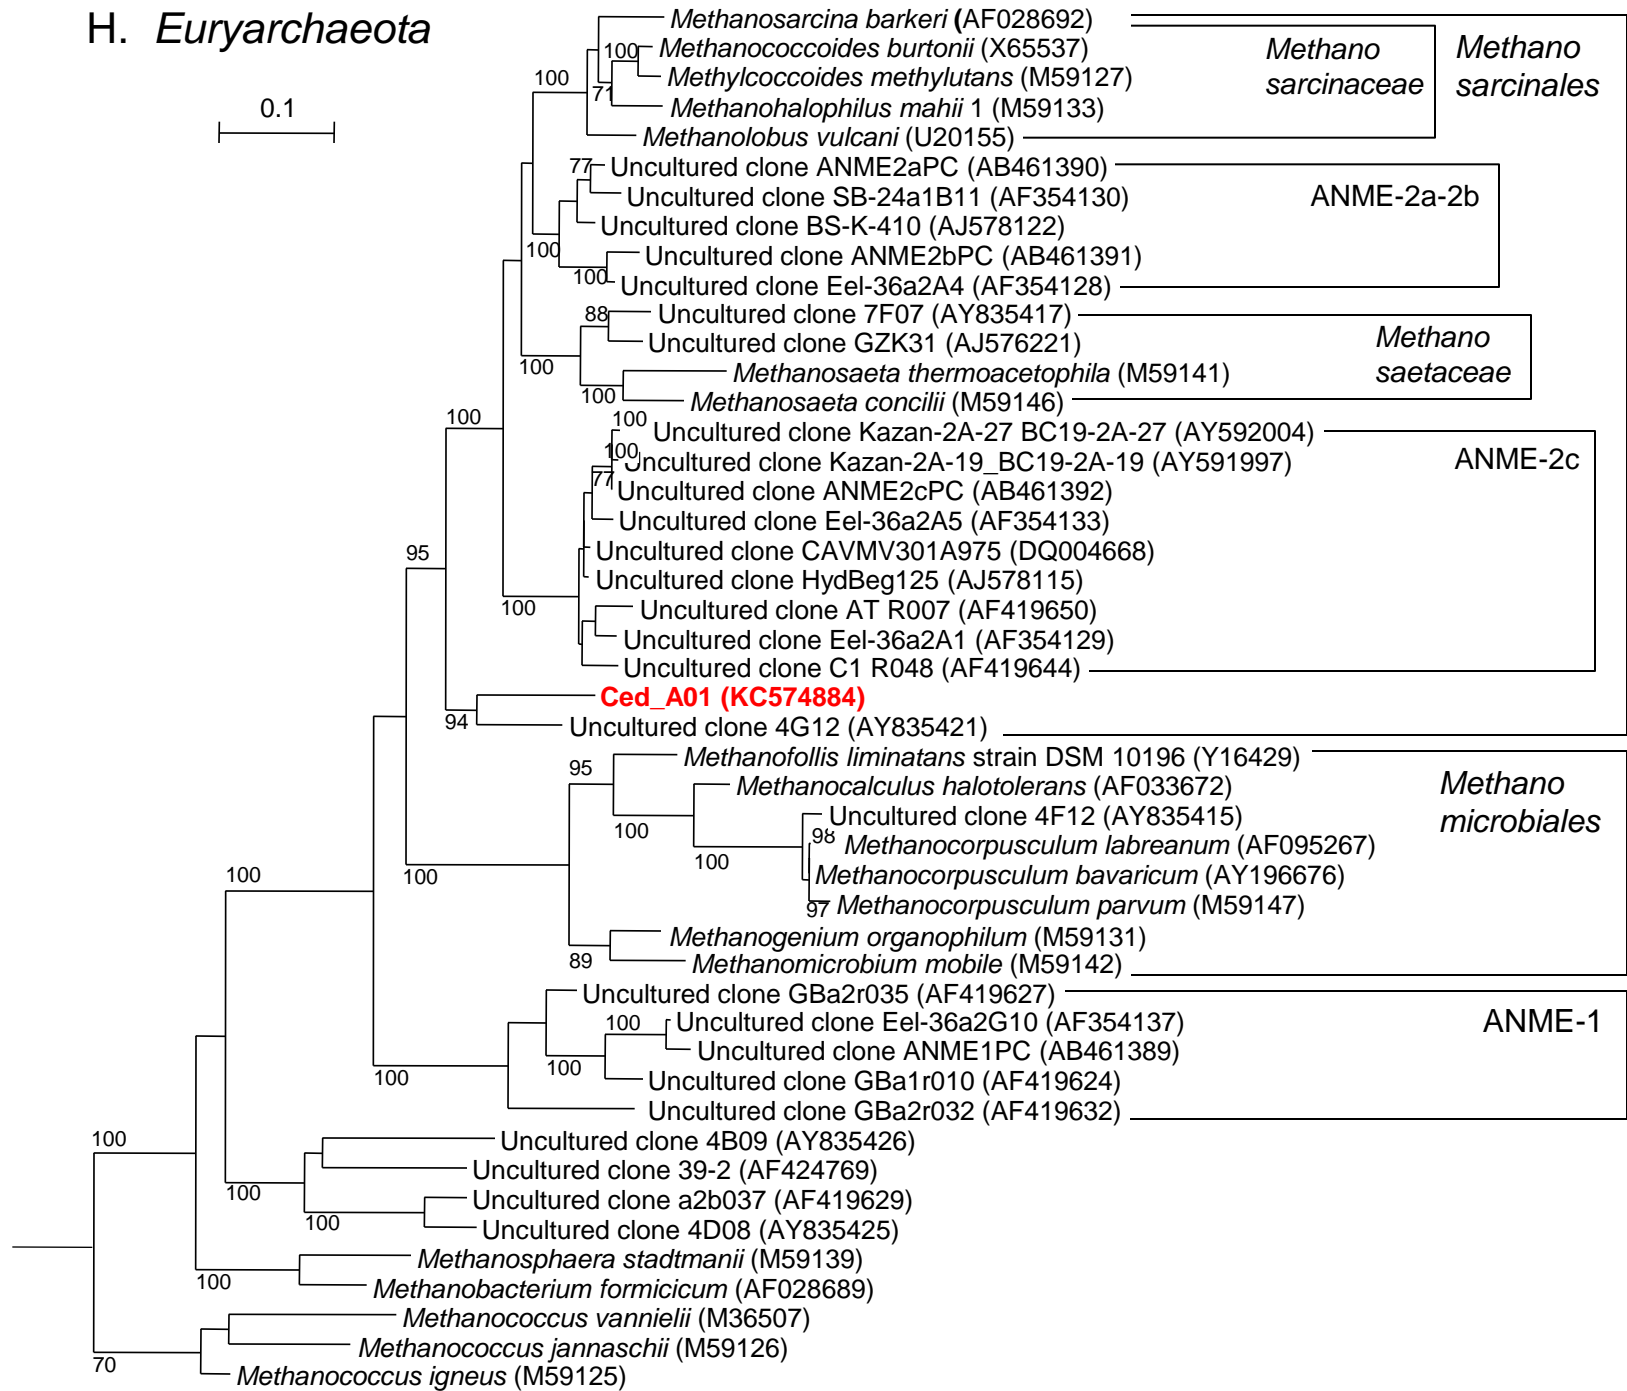 H. Euryarchaeota
0.1
Methanosarcina barkeri (AF028692)
100
Methanococcoides burtonii (X65537)
Methano
sarcinaceae
Methano
sarcinales
100
Methylcoccoides methylutans (M59127)
71
Methanohalophilus mahii 1 (M59133)
Methanolobus vulcani (U20155)
77
Uncultured clone ANME2aPC (AB461390)
Uncultured clone SB-24a1B11 (AF354130)
ANME-2a-2b
Uncultured clone BS-K-410 (AJ578122)
100
Uncultured clone ANME2bPC (AB461391)
100
Uncultured clone Eel-36a2A4 (AF354128)
88
Uncultured clone 7F07 (AY835417)
Uncultured clone GZK31 (AJ576221)
Methano
saetaceae
100
Methanosaeta thermoacetophila (M59141)
100
Methanosaeta concilii (M59146)
100
100
Uncultured clone Kazan-2A-27 BC19-2A-27 (AY592004)
100
Uncultured clone Kazan-2A-19_BC19-2A-19 (AY591997)
ANME-2c
77
Uncultured clone ANME2cPC (AB461392)
Uncultured clone Eel-36a2A5 (AF354133)
95
Uncultured clone CAVMV301A975 (DQ004668)
Uncultured clone HydBeg125 (AJ578115)
100
Uncultured clone AT R007 (AF419650)
Uncultured clone Eel-36a2A1 (AF354129)
Uncultured clone C1 R048 (AF419644)
Ced_A01 (KC574884)
94
Uncultured clone 4G12 (AY835421)
Methanofollis liminatans strain DSM 10196 (Y16429)
95
Methanocalculus halotolerans (AF033672)
Methano
microbiales
Uncultured clone 4F12 (AY835415)
100
98
Methanocorpusculum labreanum (AF095267)
100
Methanocorpusculum bavaricum (AY196676)
100
100
97
Methanocorpusculum parvum (M59147)
Methanogenium organophilum (M59131)
89
Methanomicrobium mobile (M59142)
Uncultured clone GBa2r035 (AF419627)
100
Uncultured clone Eel-36a2G10 (AF354137)
ANME-1
Uncultured clone ANME1PC (AB461389)
100
100
Uncultured clone GBa1r010 (AF419624)
Uncultured clone GBa2r032 (AF419632)
100
Uncultured clone 4B09 (AY835426)
Uncultured clone 39-2 (AF424769)
100
Uncultured clone a2b037 (AF419629)
100
Uncultured clone 4D08 (AY835425)
Methanosphaera stadtmanii (M59139)
100
Methanobacterium formicicum (AF028689)
Methanococcus vannielii (M36507)
Methanococcus jannaschii (M59126)
70
Methanococcus igneus (M59125)